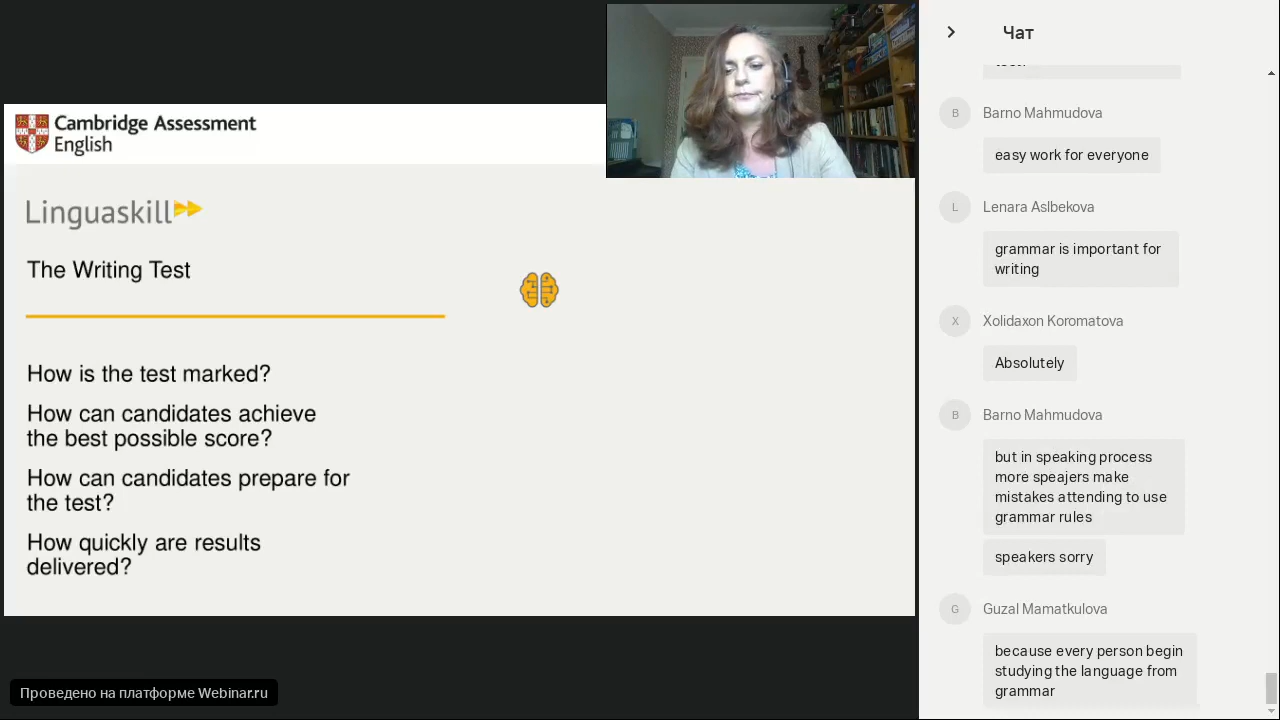 Cambridge Assessment
English
Linguaskill
The Writing Test
How is the test marked?
How can candidates achieve
the best possible score?
How can candidates prepare for
the test?
How quickly are results
delivered?
Проведено на платформе Webinar.ru
Чат
B
Barno Mahmudova
easy work for everyone
L
Lenara Aslbekova
grammar is important for
writing
X
Xolidaxon Koromatova
Absolutely
B
Barno Mahmudova
but in speaking process
more speajers make
mistakes attending to use
grammar rules
speakers sorry
G
Guzal Mamatkulova
because every person begin
studying the language from
grammar